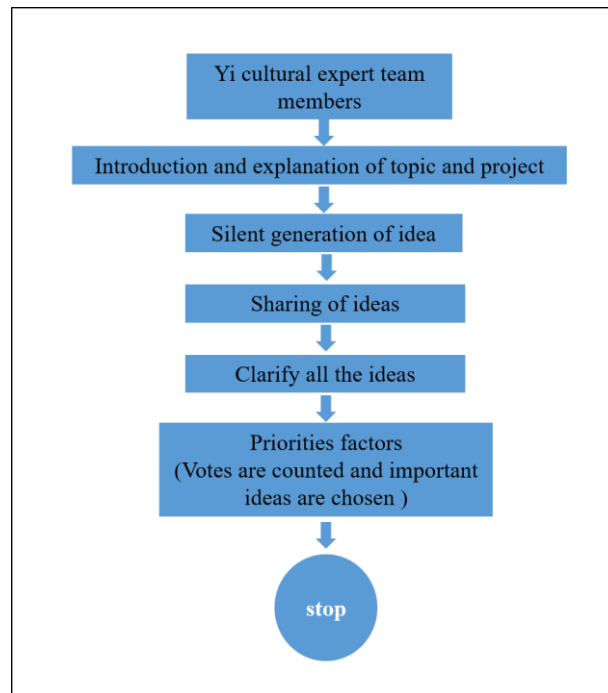 Yi cultural expert team
members
Introduction and explanation of topic and project
Silent generation of idea
Sharing of ideas
Clarify all the ideas
Priorities factors
(Votes are counted and important
ideas are chosen )
stop